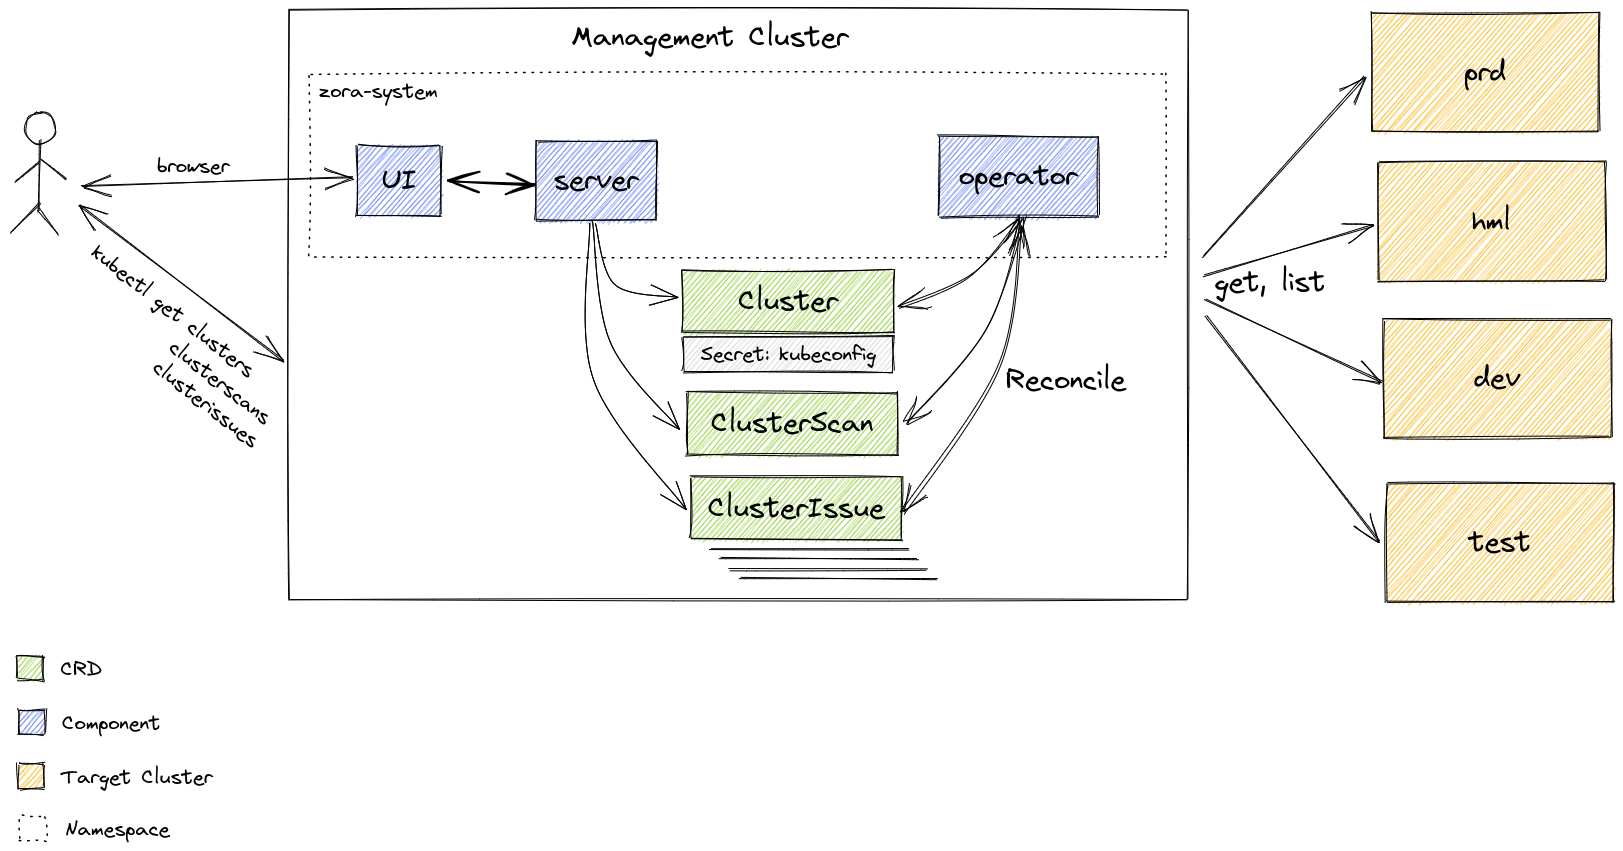 Management Cluster
zora-system
browser
UI
server
operator
kubectl get clusters
clusterscans
clusterissues
Cluster
Secret: kubeconfig
ClusterScan
ClusterIssue
Reconcile
get, list
prd
hml
dev
test
CRD
Component
Target Cluster
Namespace